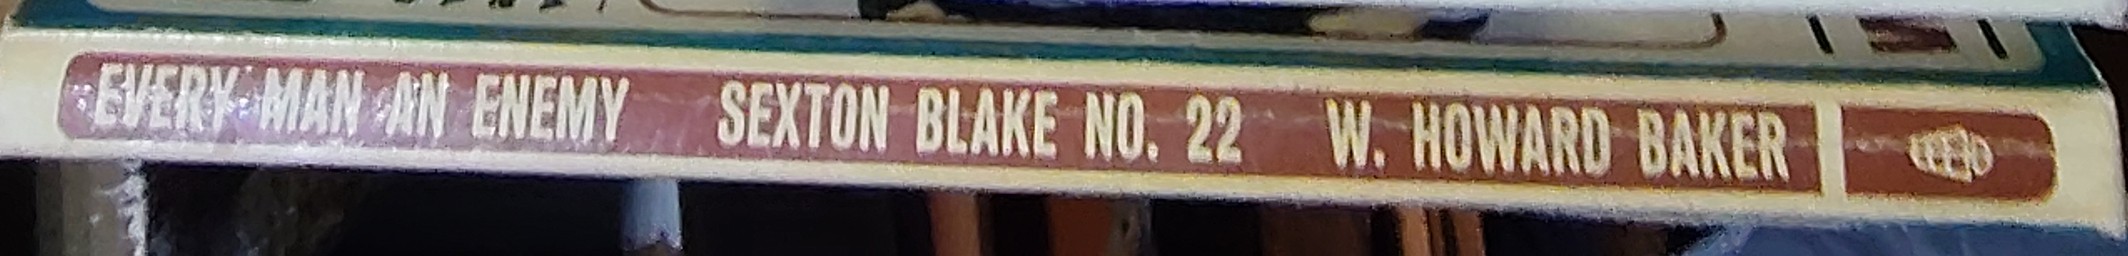 EVERY MAN AN ENEMY SEXTON BLAKE NO. 22 W. HOWARD BAKER